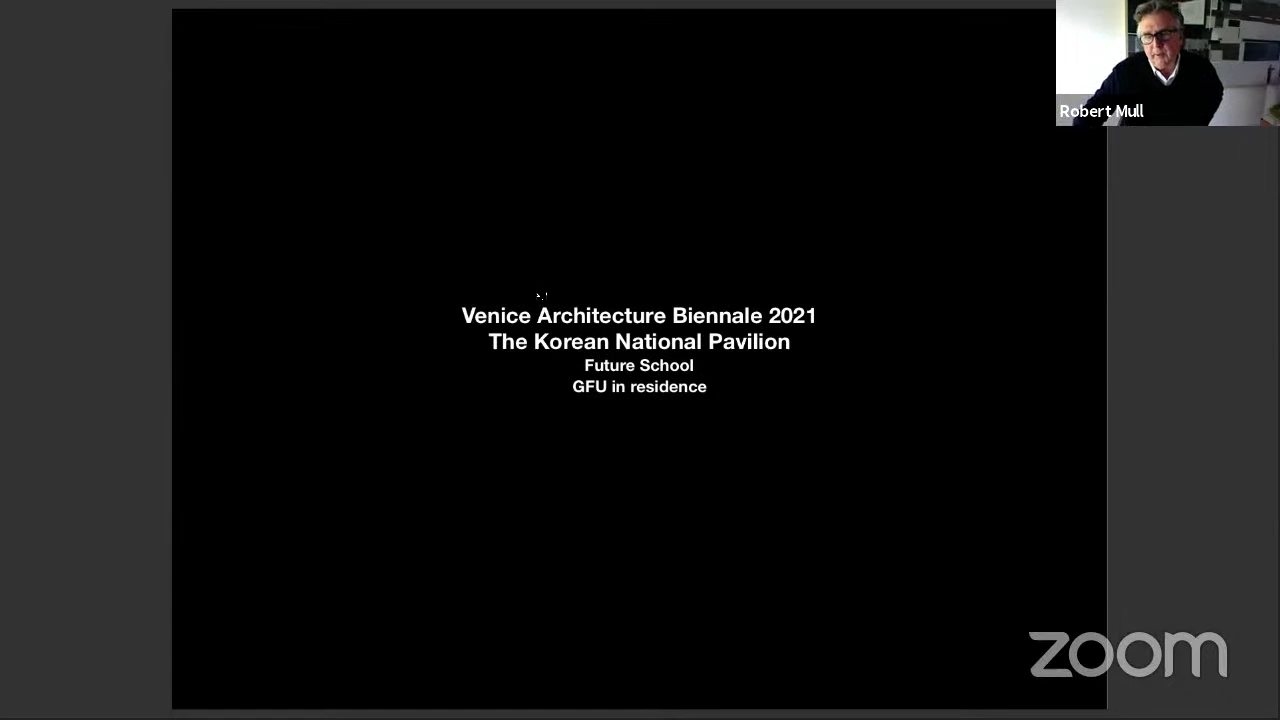 Robert Mull
Venice Architecture Biennale 2021
The Korean National Pavilion
Future School
GFU in residence
zoom